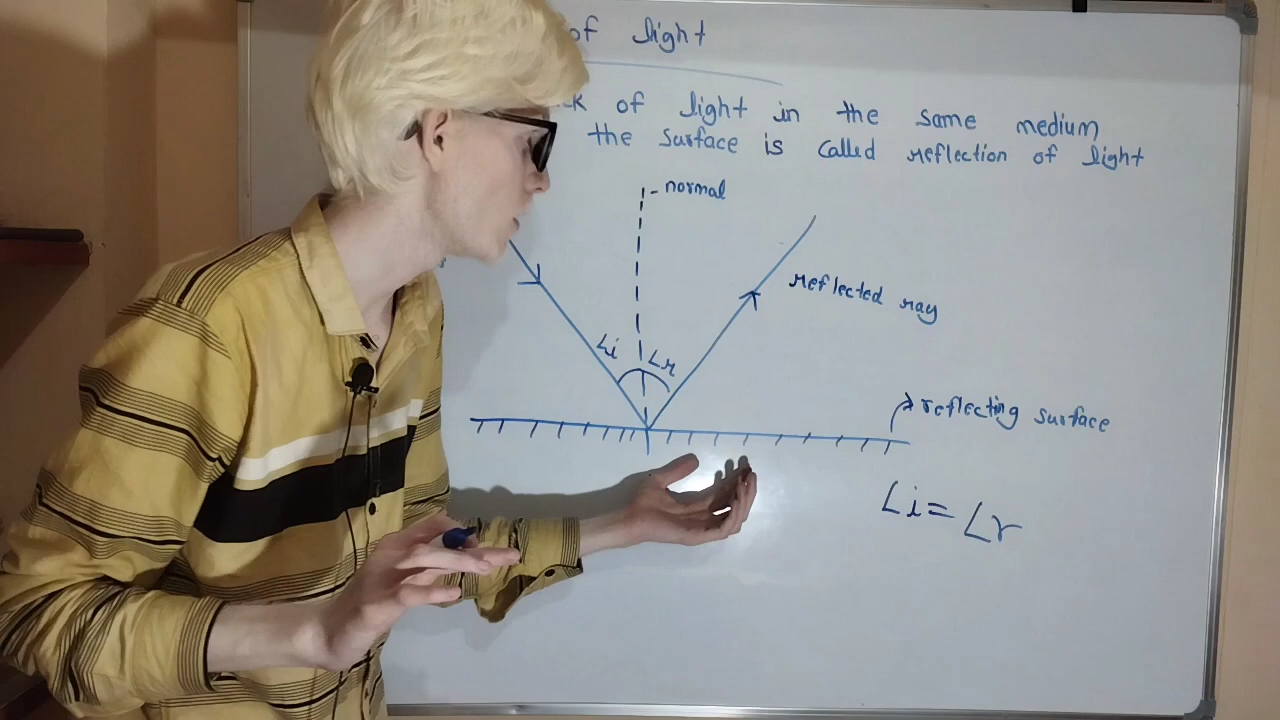 of light
of light in the same medium
the surface is called reflection of light
normal
reflected ray
∠i ∠r
reflecting surface
∠i = ∠r